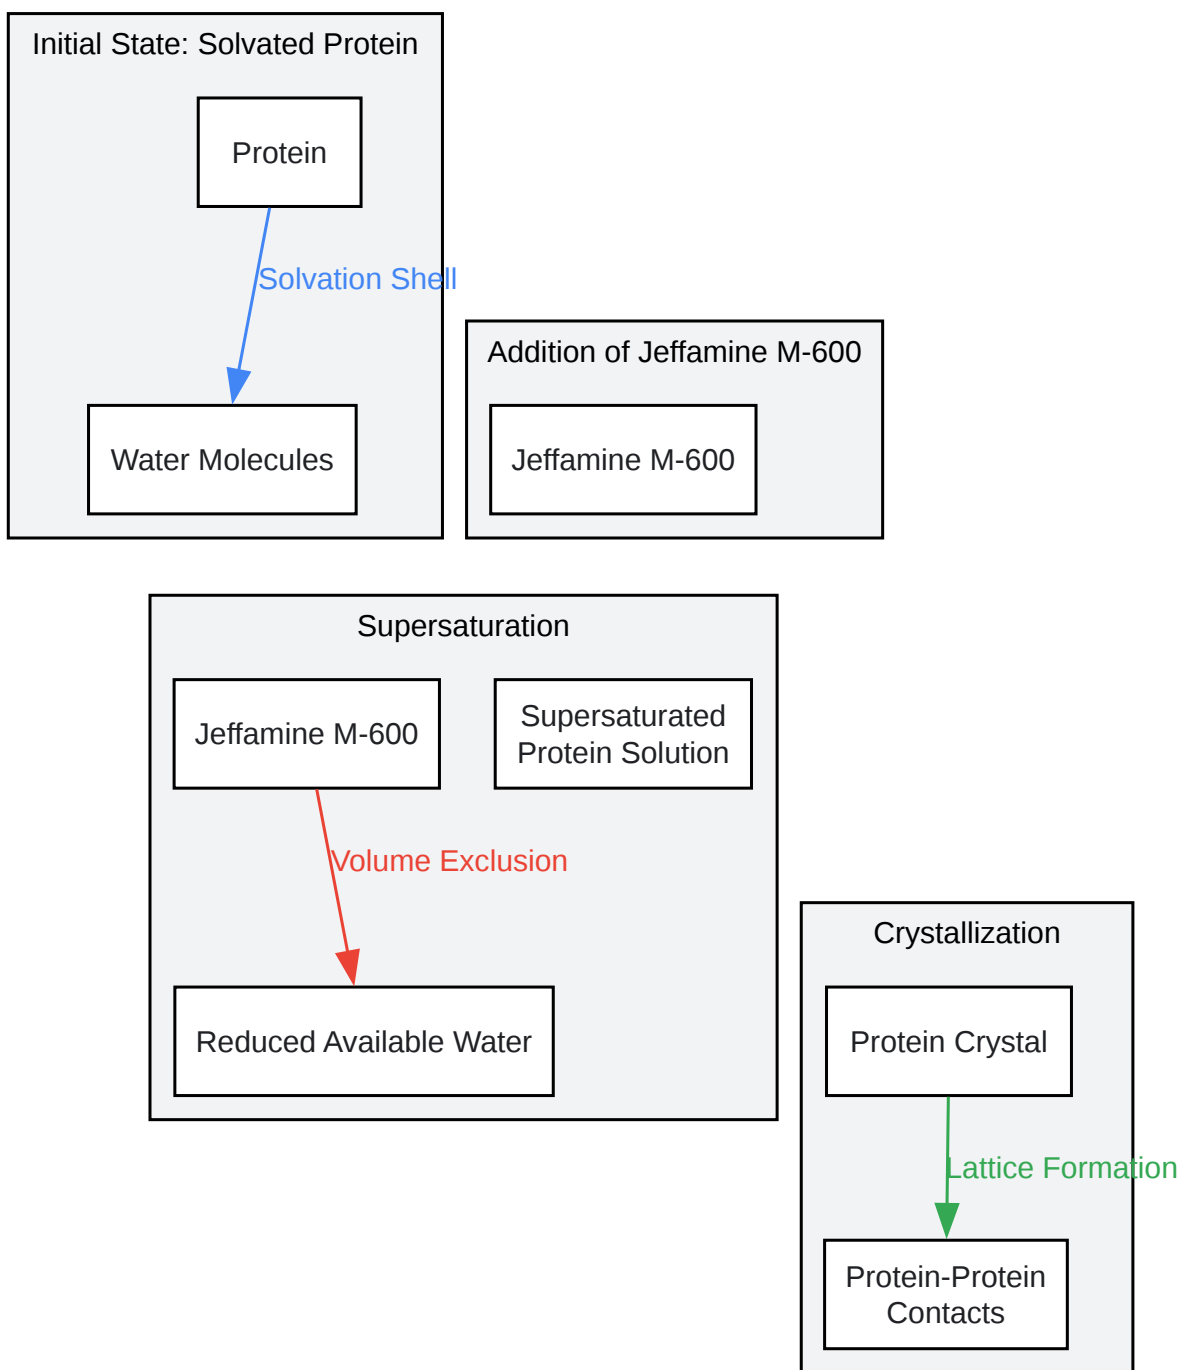 Initial State: Solvated Protein
Protein
Solvation Shell
Water Molecules
Addition of Jeffamine M-600
Jeffamine M-600
Supersaturation
Jeffamine M-600
Supersaturated
Protein Solution
Volume Exclusion
Reduced Available Water
Crystallization
Protein Crystal
Lattice Formation
Protein-Protein
Contacts